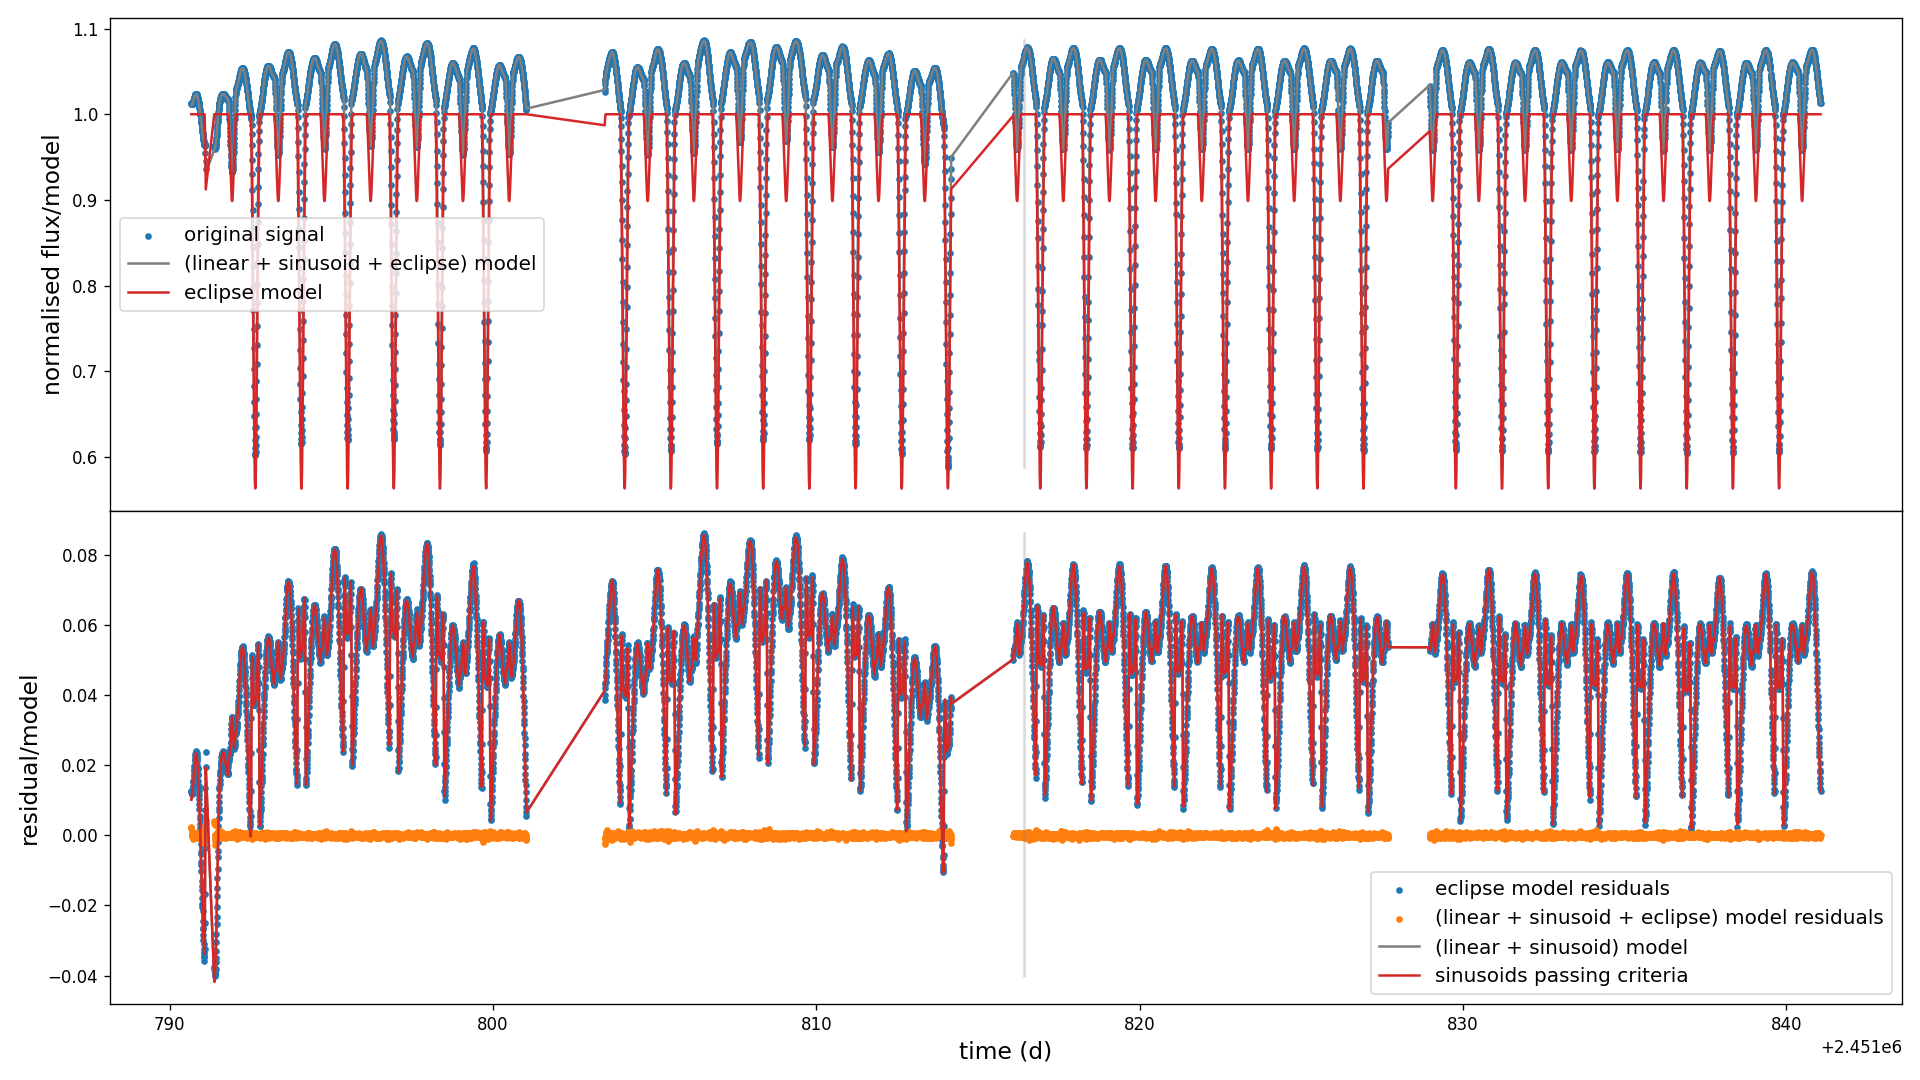 1.1
1.0
0.9
0.8
0.7
0.6
normalised flux/model
original signal
(linear + sinusoid + eclipse) model
eclipse model
0.08
0.06
0.04
0.02
0.00
−0.02
−0.04
residual/model
eclipse model residuals
(linear + sinusoid + eclipse) model residuals
(linear + sinusoid) model
sinusoids passing criteria
790
800
810
820
830
840
time (d)
+2.451e6